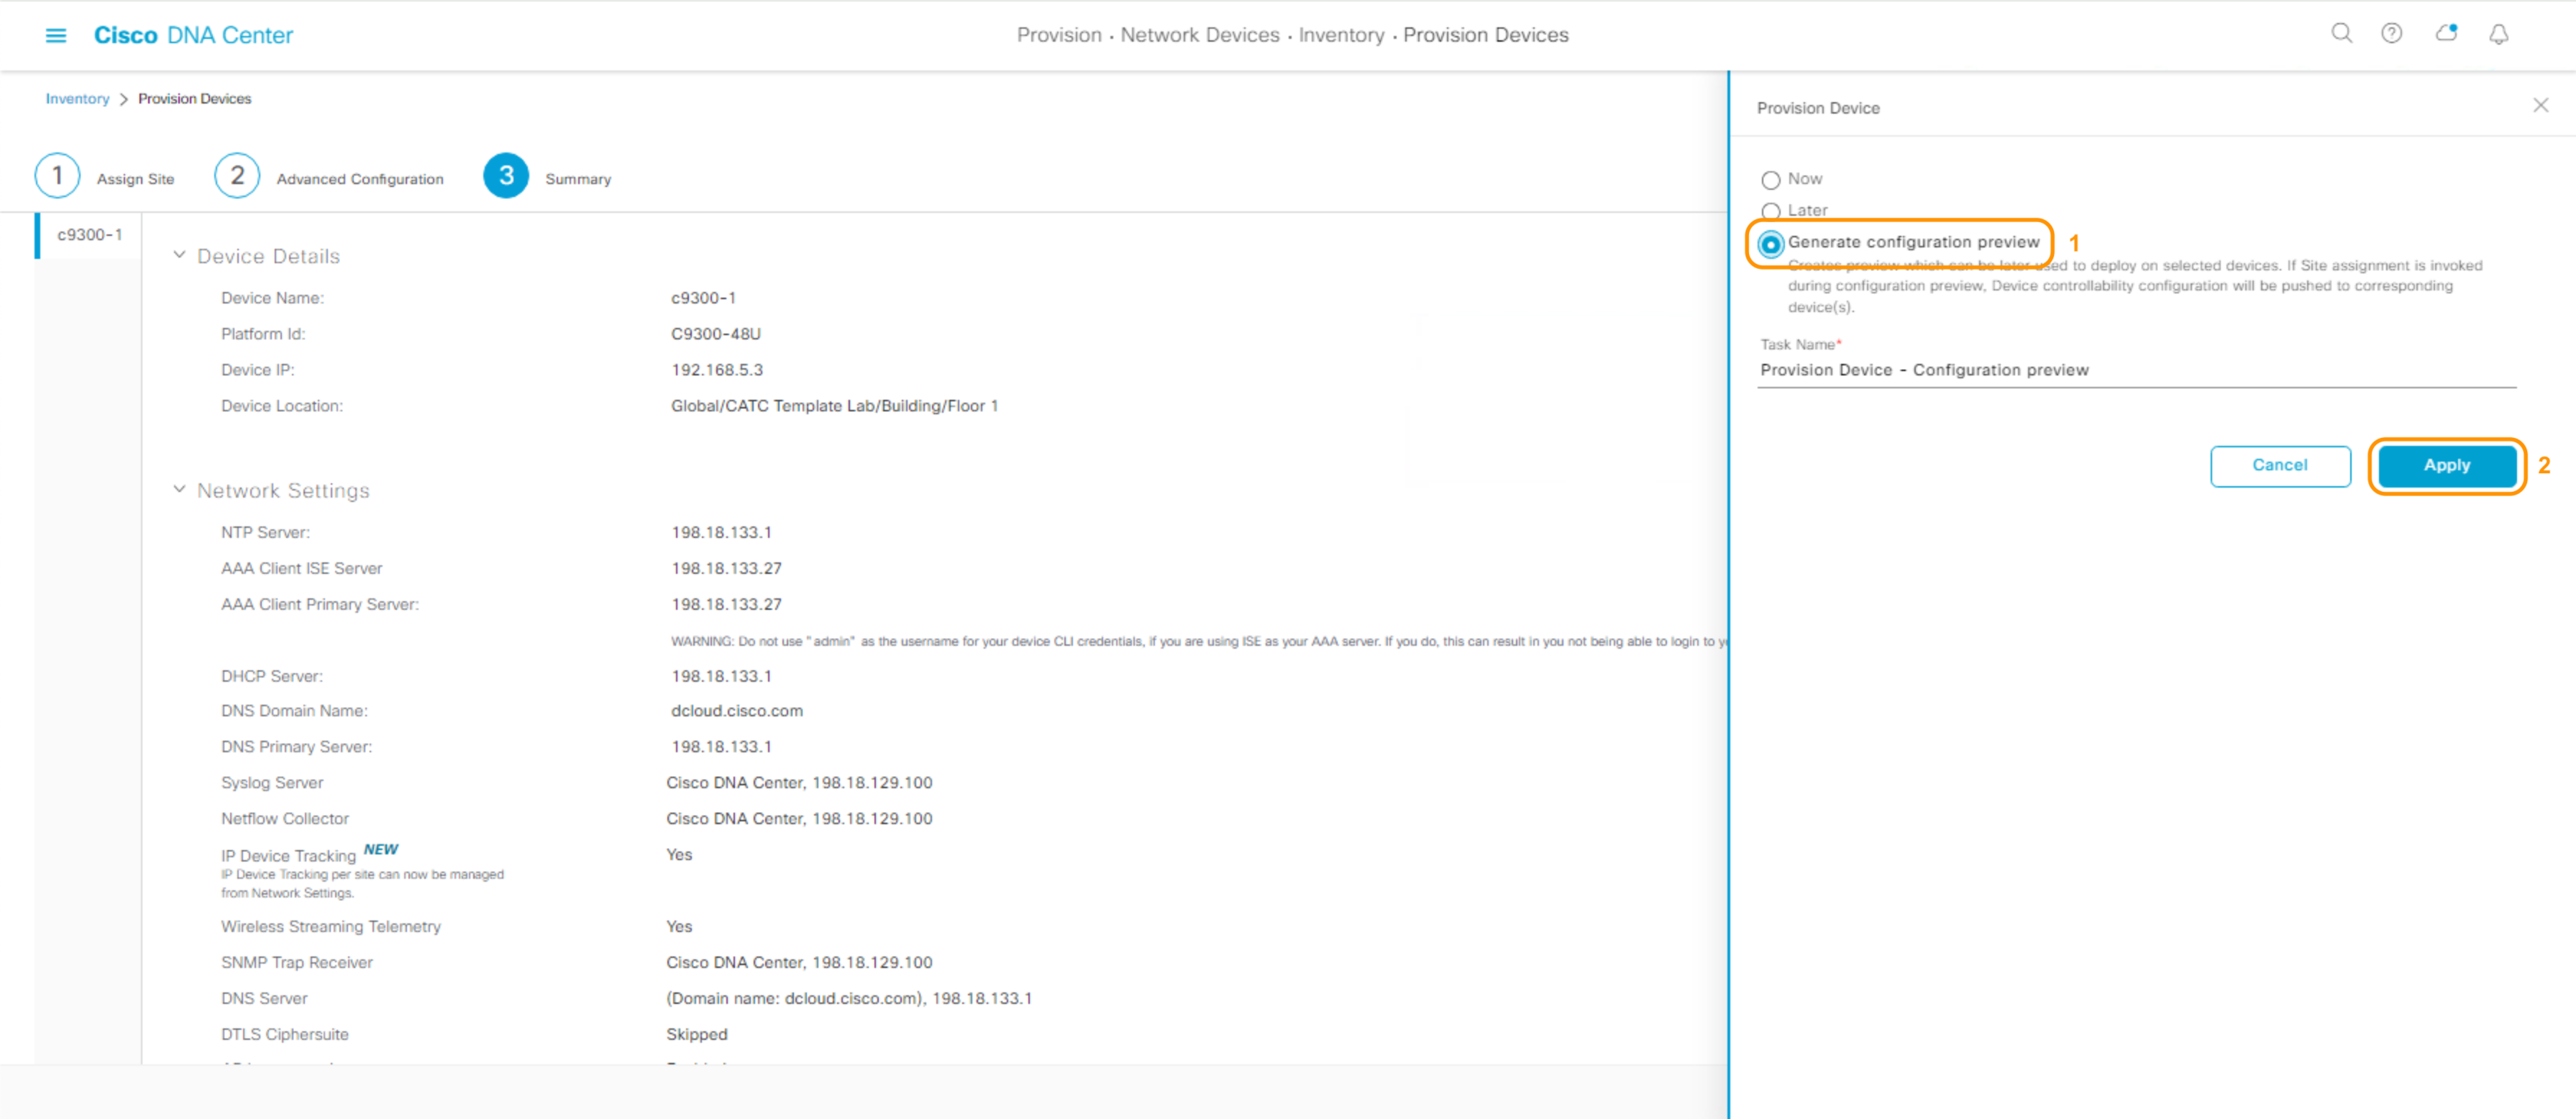 Cisco DNA Center
Provision · Network Devices · Inventory · Provision Devices
Inventory > Provision Devices
1 Assign Site 2 Advanced Configuration 3 Summary
c9300-1
Device Details
Device Name: c9300-1
Platform Id: C9300-48U
Device IP: 192.168.5.3
Device Location: Global/CATC Template Lab/Building/Floor 1
Network Settings
NTP Server: 198.18.133.1
AAA Client ISE Server 198.18.133.27
AAA Client Primary Server: 198.18.133.27
WARNING: Do not use "admin" as the username for your device CLI credentials, if you are using ISE as your AAA server. If you do, this can result in you not being able to login to
DHCP Server: 198.18.133.1
DNS Domain Name: dcloud.cisco.com
DNS Primary Server: 198.18.133.1
Syslog Server Cisco DNA Center, 198.18.129.100
Netflow Collector Cisco DNA Center, 198.18.129.100
IP Device Tracking NEW Yes
IP Device Tracking per site can now be managed
from Network Settings.
Wireless Streaming Telemetry Yes
SNMP Trap Receiver Cisco DNA Center, 198.18.129.100
DNS Server (Domain name: dcloud.cisco.com), 198.18.133.1
DTLS Ciphersuite Skipped
Provision Device
Now
Later
Generate configuration preview 1
Creates preview which can be later used to deploy on selected devices. If Site assignment is invoked
during configuration preview, Device controllability configuration will be pushed to corresponding
device(s).
Task Name*
Provision Device - Configuration preview
Cancel Apply 2